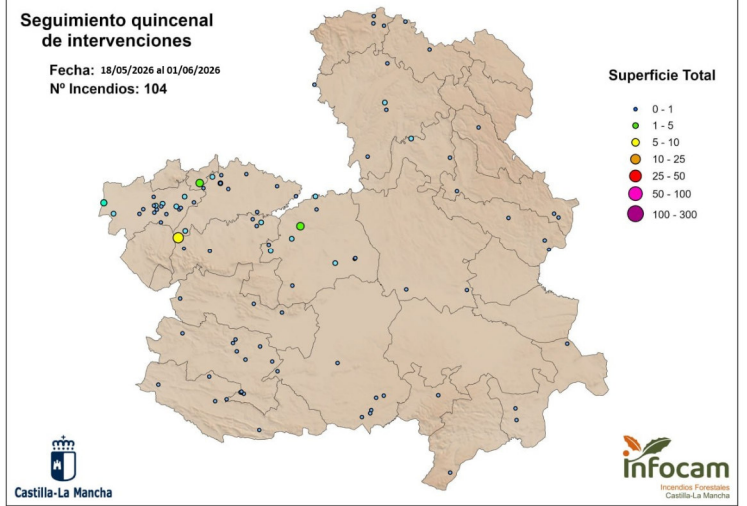 Seguimiento quincenal
de intervenciones
Fecha: 18/05/2026 al 01/06/2026
Nº Incendios: 104
Superficie Total
0 - 1
1 - 5
5 - 10
10 - 25
25 - 50
50 - 100
100 - 300
Castilla-La Mancha
infocam
Incendios Forestales
Castilla-La Mancha